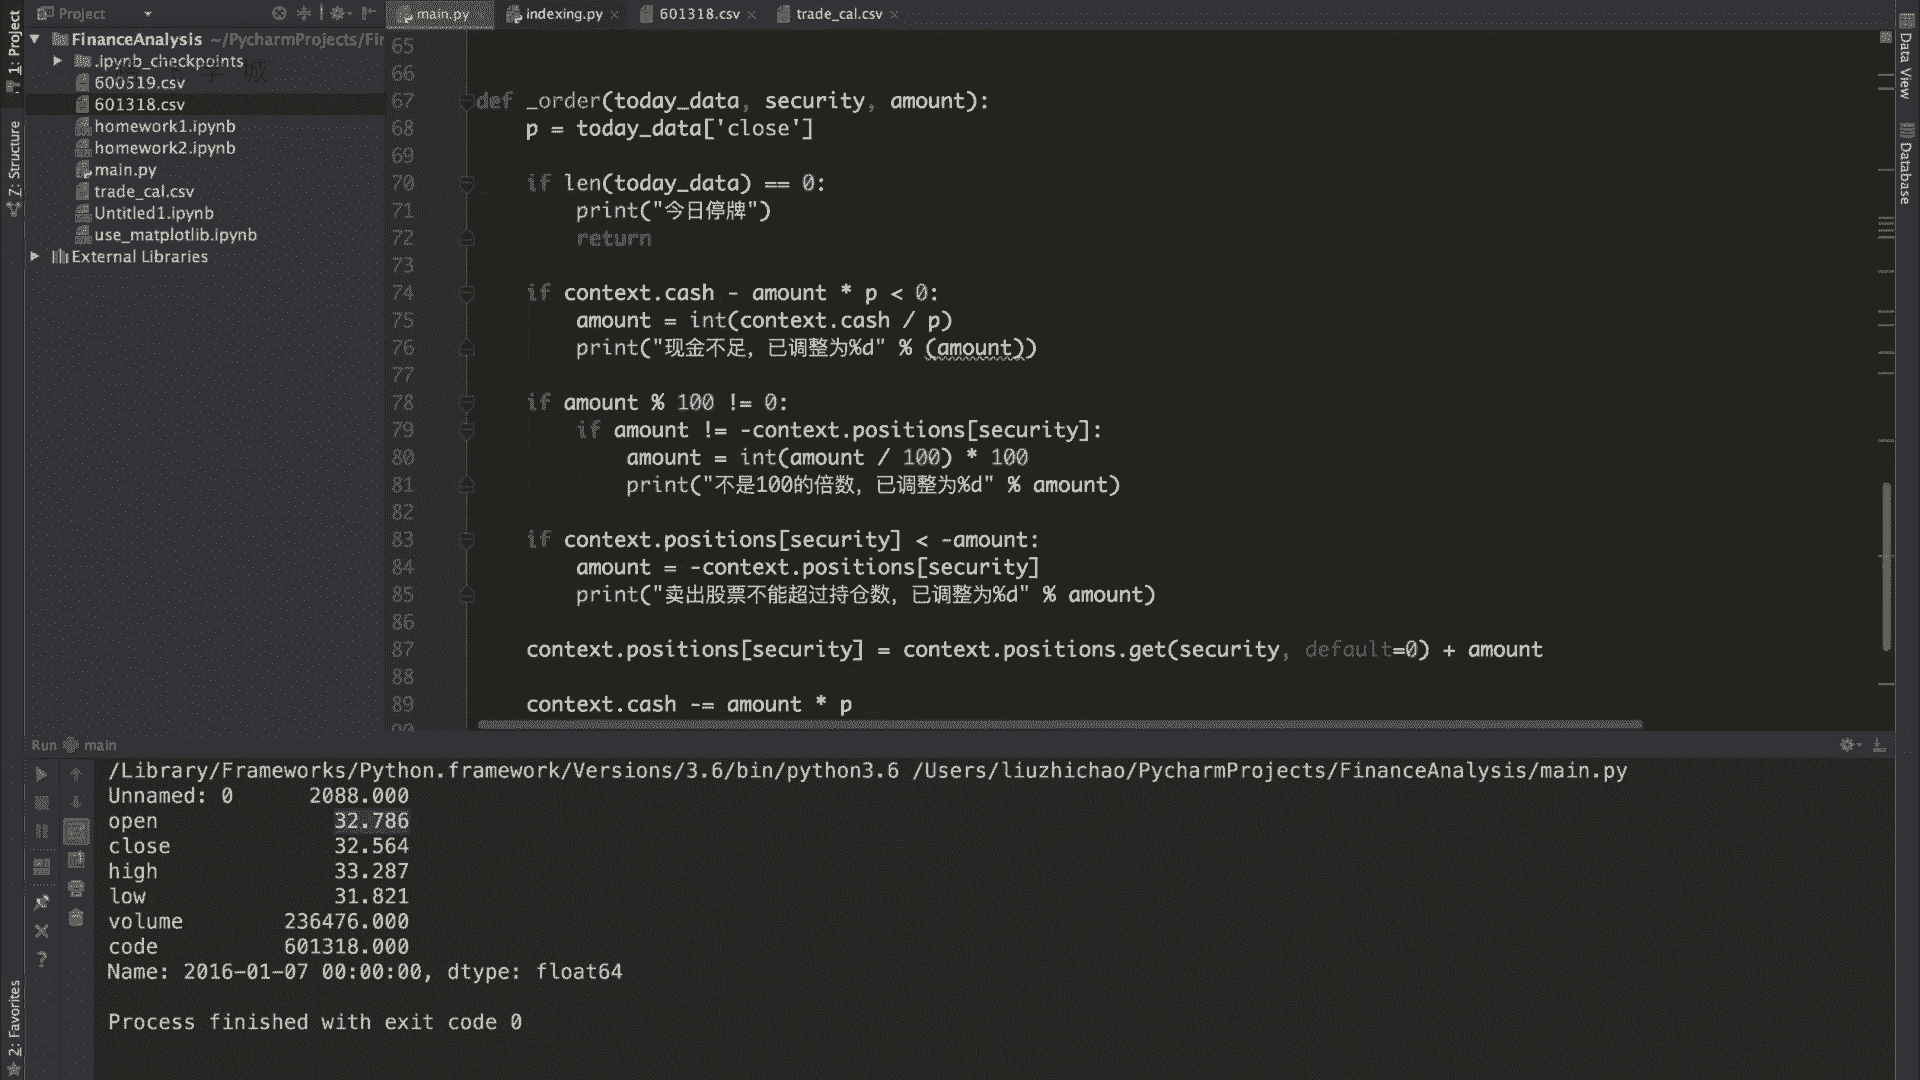 Project
main.py
indexing.py
601318.csv
trade_cal.csv
1: Project
Z: Structure
2: Favorites
Data View
Database
FinanceAnalysis ~/PycharmProjects/Fir
.ipynb_checkpoints
600519.csv
601318.csv
homework1.ipynb
homework2.ipynb
main.py
trade_cal.csv
Untitled1.ipynb
use_matplotlib.ipynb
External Libraries
65
66
67 def _order(today_data, security, amount):
68 p = today_data['close']
69
70 if len(today_data) == 0:
71 print("今日停牌")
72 return
73
74 if context.cash - amount * p < 0:
75 amount = int(context.cash / p)
76 print("现金不足，已调整为%d" % (amount))
77
78 if amount % 100 != 0:
79 if amount != -context.positions[security]:
80 amount = int(amount / 100) * 100
81 print("不是100的倍数，已调整为%d" % amount)
82
83 if context.positions[security] < -amount:
84 amount = -context.positions[security]
85 print("卖出股票不能超过持仓数，已调整为%d" % amount)
86
87 context.positions[security] = context.positions.get(security, default=0) + amount
88
89 context.cash -= amount * p
Run main
/Library/Frameworks/Python.framework/Versions/3.6/bin/python3.6 /Users/liuzhichao/PycharmProjects/FinanceAnalysis/main.py
Unnamed: 0 2088.000
open 32.786
close 32.564
high 33.287
low 31.821
volume 236476.000
code 601318.000
Name: 2016-01-07 00:00:00, dtype: float64
Process finished with exit code 0